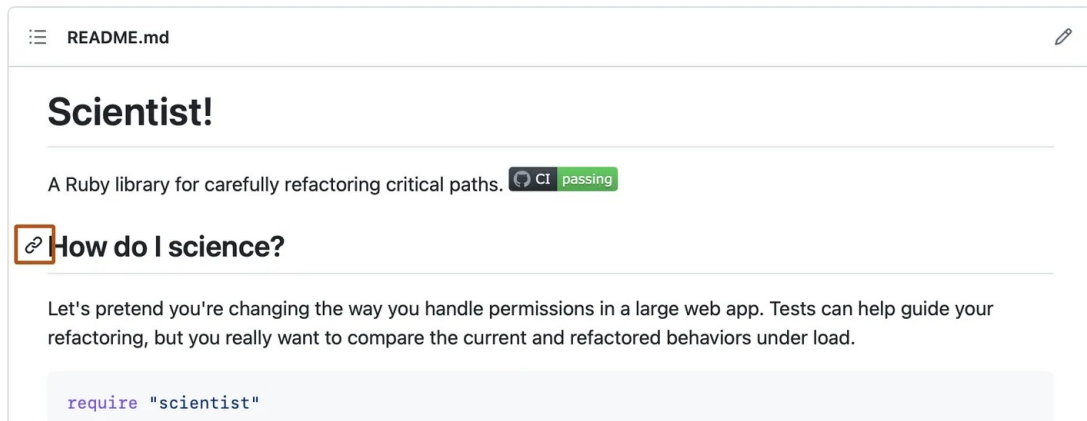 README.md
Scientist!
A Ruby library for carefully refactoring critical paths. CI passing
How do I science?
Let's pretend you're changing the way you handle permissions in a large web app. Tests can help guide your
refactoring, but you really want to compare the current and refactored behaviors under load.
require "scientist"